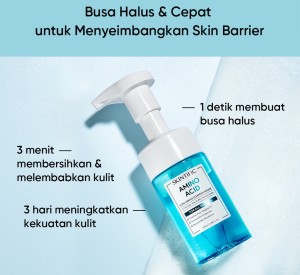 Busa Halus & Cepat
untuk Menyeimbangkan Skin Barrier
1 detik membuat
busa halus
3 menit
membersihkan &
melembabkan kulit
3 hari meningkatkan
kekuatan kulit
SKINTIFIC
AMINO
ACID